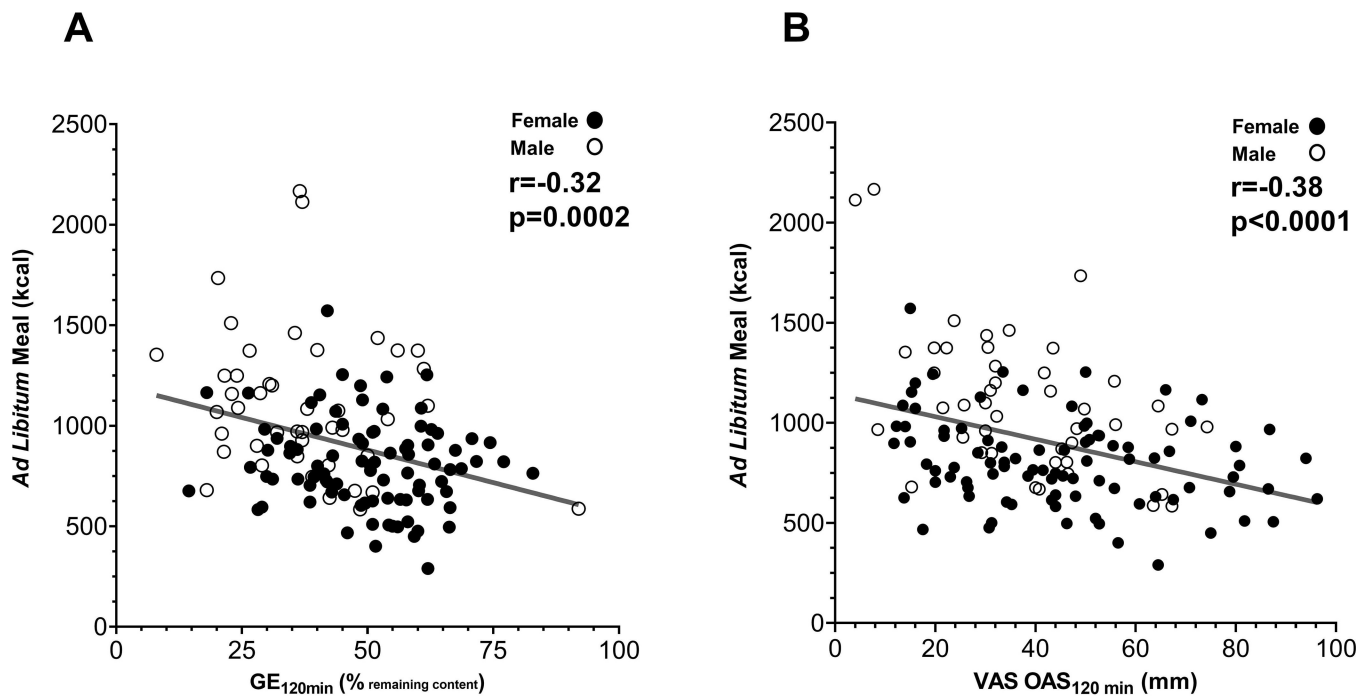 A
Female
Male
r=-0.32
p=0.0002
2500
2000
1500
1000
500
0
Ad Libitum Meal (kcal)
0 25 50 75 100
GE120min (% remaining content)
B
Female
Male
r=-0.38
p<0.0001
2500
2000
1500
1000
500
0
Ad Libitum Meal (kcal)
0 20 40 60 80 100
VAS OAS120 min (mm)